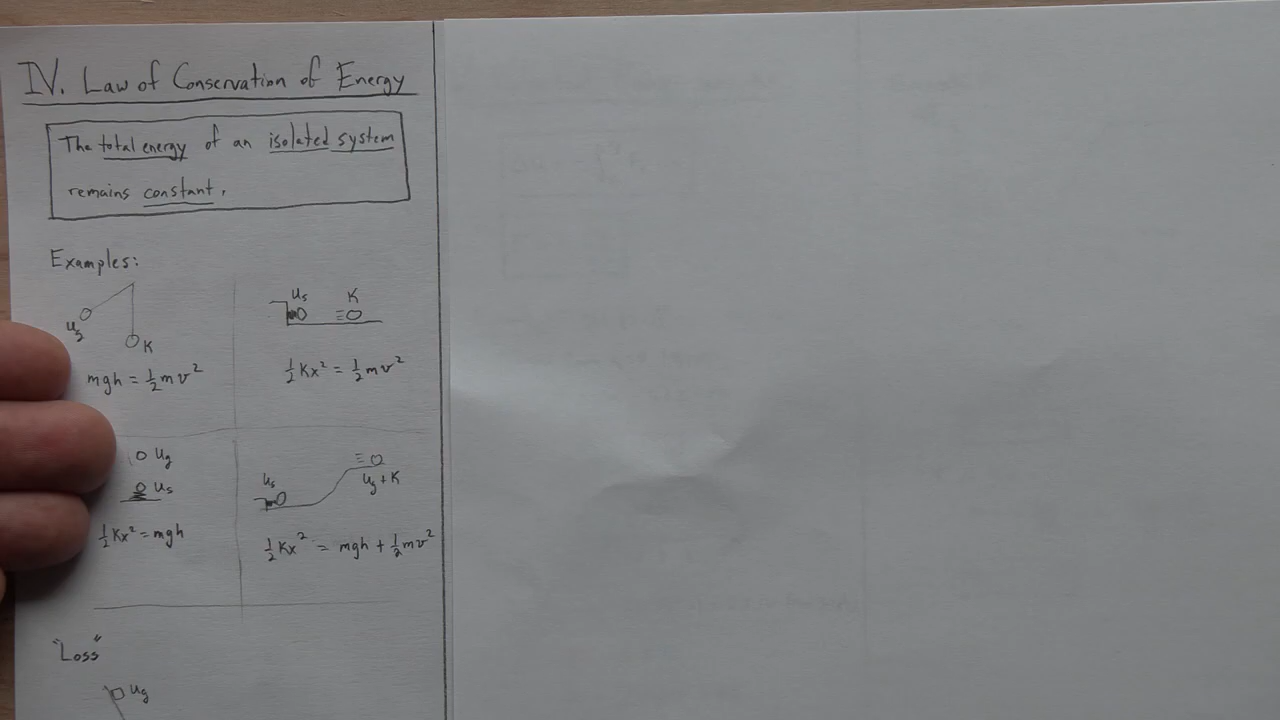 IV. Law of Conservation of Energy
The total energy of an isolated system
remains constant.
Examples:
Ug
K
mgh = ½mv²
Us
K
½Kx² = ½mv²
Ug
Us
½Kx² = mgh
Us
Ug + K
½Kx² = mgh + ½mv²
"Loss"
Ug